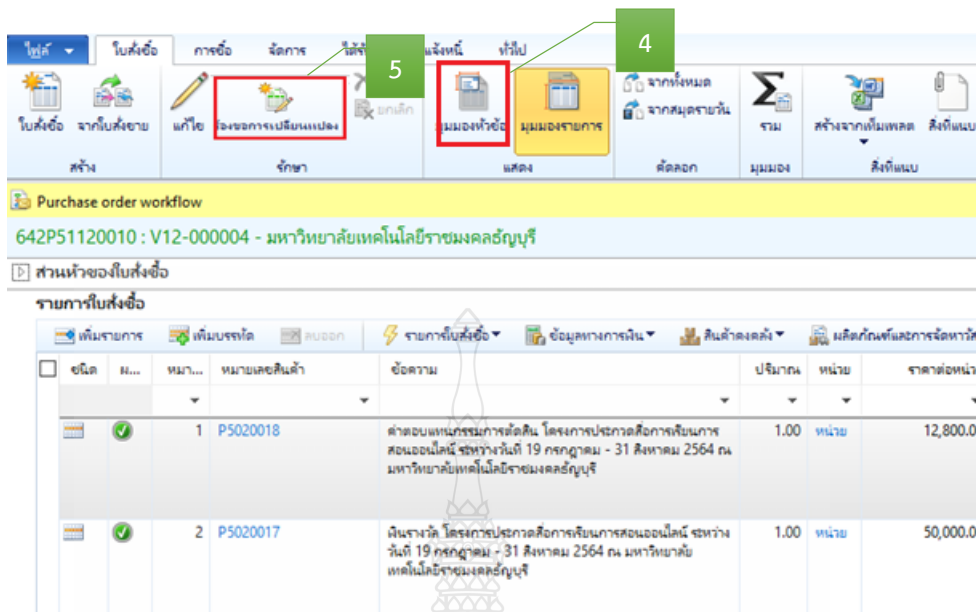 4
5
ไฟล์ ใบสั่งซื้อ การซื้อ จัดการ แจ้งหนี้ ทั่วไป
ใบสั่งซื้อ จากใบสั่งขาย แก้ไข ร้องขอการเปลี่ยนแปลง ยกเลิก มุมมองหัวข้อ มุมมองรายการ จากทั้งหมด
จากสมุดรายวัน
รวม สร้างจากเท็มเพลต สิ่งที่แนบ
สร้าง รักษา แสดง คัดลอก มุมมอง สิ่งที่แนบ
Purchase order workflow
642P51120010 : V12-000004 - มหาวิทยาลัยเทคโนโลยีราชมงคลธัญบุรี
ส่วนหัวของใบสั่งซื้อ
รายการใบสั่งซื้อ
เพิ่มรายการ เพิ่มบรรทัด ลบออก รายการใบสั่งซื้อ ข้อมูลทางการเงิน สินค้าคงคลัง ผลิตภัณฑ์และการจัดหาวัส
ชนิด ผ... หมา... หมายเลขสินค้า ข้อความ ปริมาณ หน่วย ราคาต่อหน่ว
1 P5020018 ค่าตอบแทนกรรมการตัดสิน โครงการประกวดสื่อการเรียนการ 1.00 หน่วย 12,800.0
สอนออนไลน์ ระหว่างวันที่ 19 กรกฎาคม - 31 สิงหาคม 2564 ณ
มหาวิทยาลัยเทคโนโลยีราชมงคลธัญบุรี
2 P5020017 เงินรางวัล โครงการประกวดสื่อการเรียนการสอนออนไลน์ ระหว่าง 1.00 หน่วย 50,000.0
วันที่ 19 กรกฎาคม - 31 สิงหาคม 2564 ณ มหาวิทยาลัย
เทคโนโลยีราชมงคลธัญบุรี